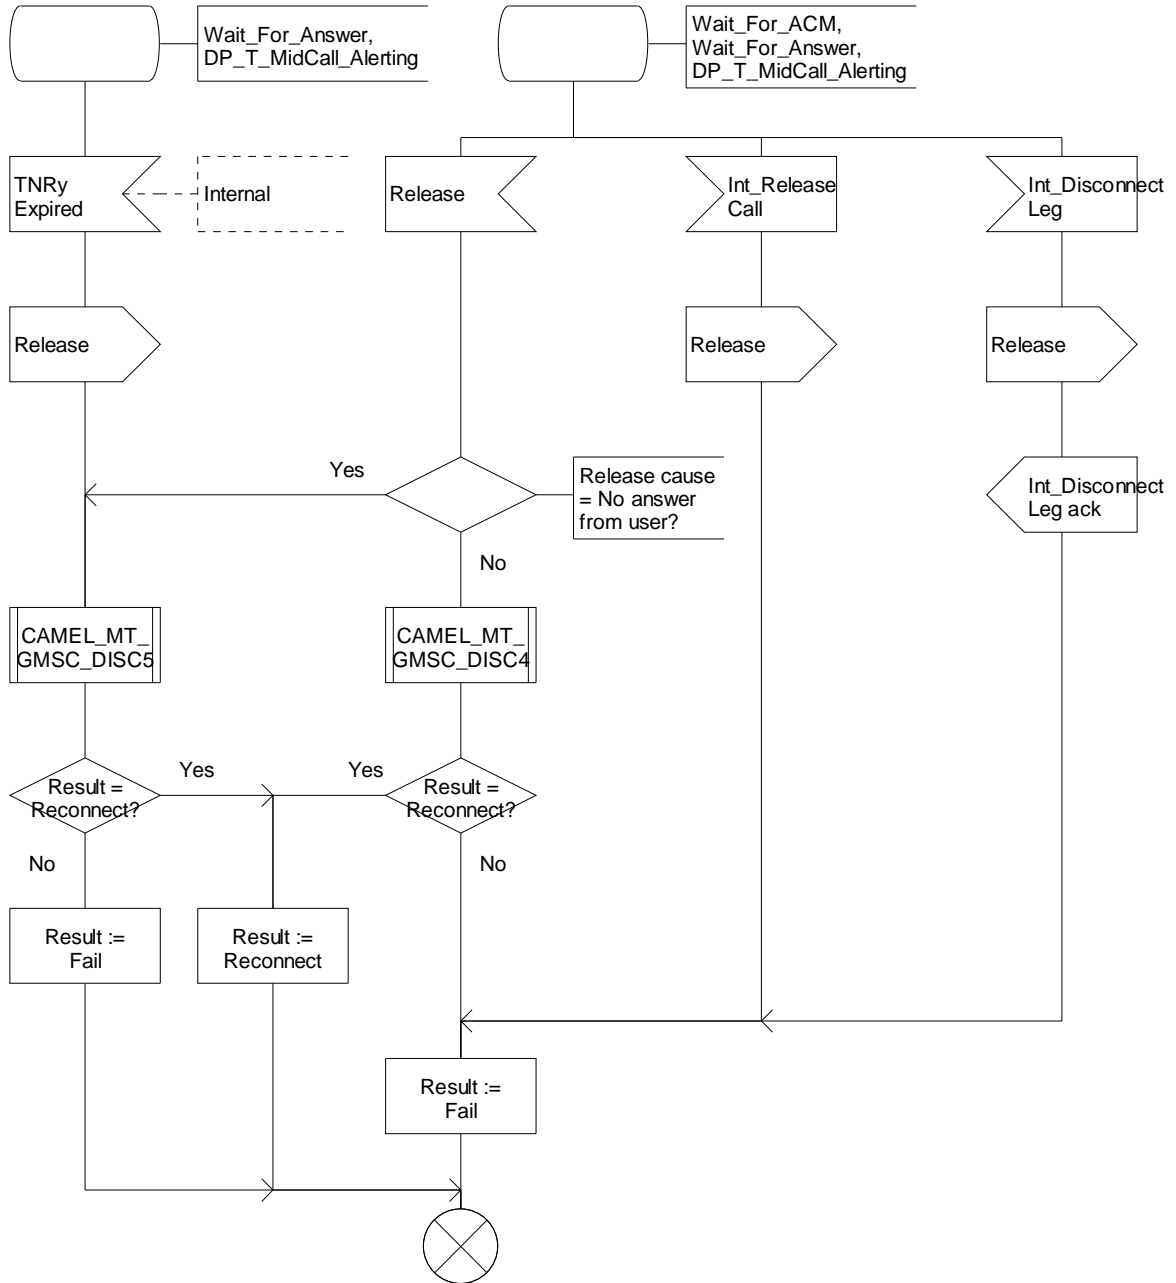 Wait_For_Answer,
DP_T_MidCall_Alerting
Wait_For_ACM,
Wait_For_Answer,
DP_T_MidCall_Alerting
TNRy
Expired
Internal
Release
Int_Release
Call
Int_Disconnect
Leg
Release
Release
Release
Yes
Release cause
= No answer
from user?
Int_Disconnect
Leg ack
No
CAMEL_MT_
GMSC_DISC5
CAMEL_MT_
GMSC_DISC4
Result =
Reconnect?
Yes
Yes
Result =
Reconnect?
No
No
Result :=
Fail
Result :=
Reconnect
Result :=
Fail